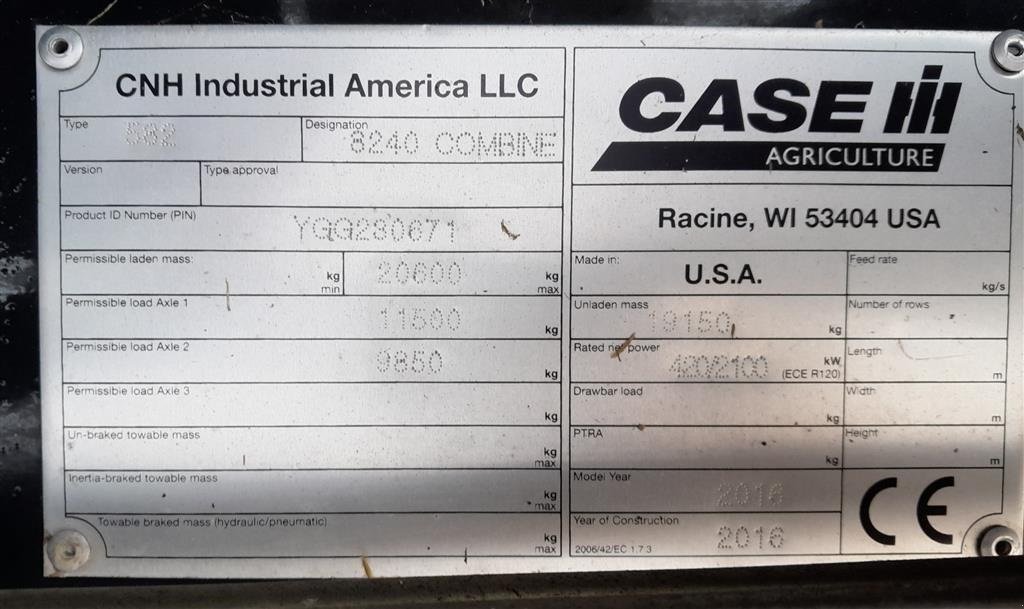 CNH Industrial America LLC
Type
Designation
8240 COMBINE
Version
Type approval
Product ID Number (PIN)
YGG280671
Permissible laden mass:
kg
min
20600
kg
max
Permissible load Axle 1
11500
kg
Permissible load Axle 2
9850
kg
Permissible load Axle 3
kg
Un-braked towable mass
kg
max
Inertia-braked towable mass
kg
max
Towable braked mass (hydraulic/pneumatic)
kg
max
CASE IH
AGRICULTURE
Racine, WI 53404 USA
Made in:
U.S.A.
Feed rate
kg/s
Unladen mass
19150
kg
Number of rows
Rated net power
420/2100
kW
(ECE R120)
Length
m
Drawbar load
kg
Width
m
PTRA
kg
Height
m
Model Year
2016
Year of Construction
2016
2006/42/EC 1.7.3
CE